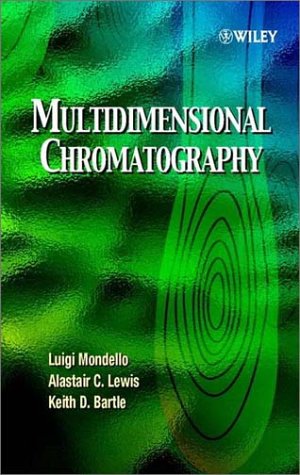 WILEY
MULTIDIMENSIONAL
CHROMATOGRAPHY
Luigi Mondello
Alastair C. Lewis
Keith D. Bartle